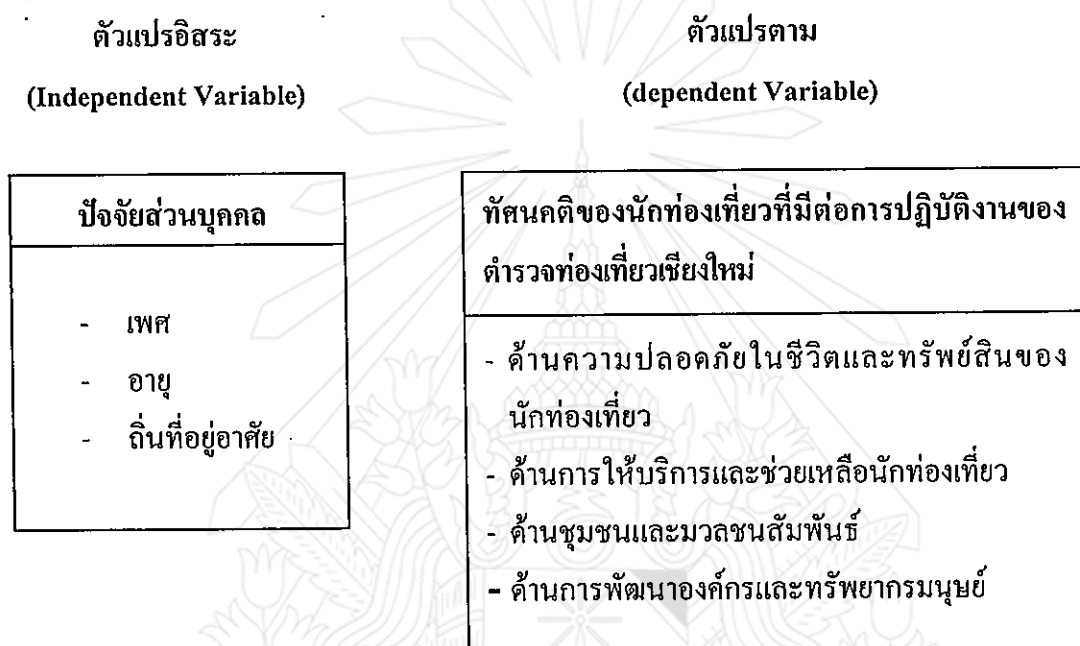 ตัวแปรอิสระ
(Independent Variable)
ปัจจัยส่วนบุคคล
- เพศ
- อายุ
- ถิ่นที่อยู่อาศัย
ตัวแปรตาม
(dependent Variable)
ทัศนคติของนักท่องเที่ยวที่มีต่อการปฏิบัติงานของ
ตำรวจท่องเที่ยวเชียงใหม่
- ด้านความปลอดภัยในชีวิตและทรัพย์สินของ
นักท่องเที่ยว
- ด้านการให้บริการและช่วยเหลือนักท่องเที่ยว
- ด้านชุมชนและมวลชนสัมพันธ์
- ด้านการพัฒนาองค์กรและทรัพยากรมนุษย์